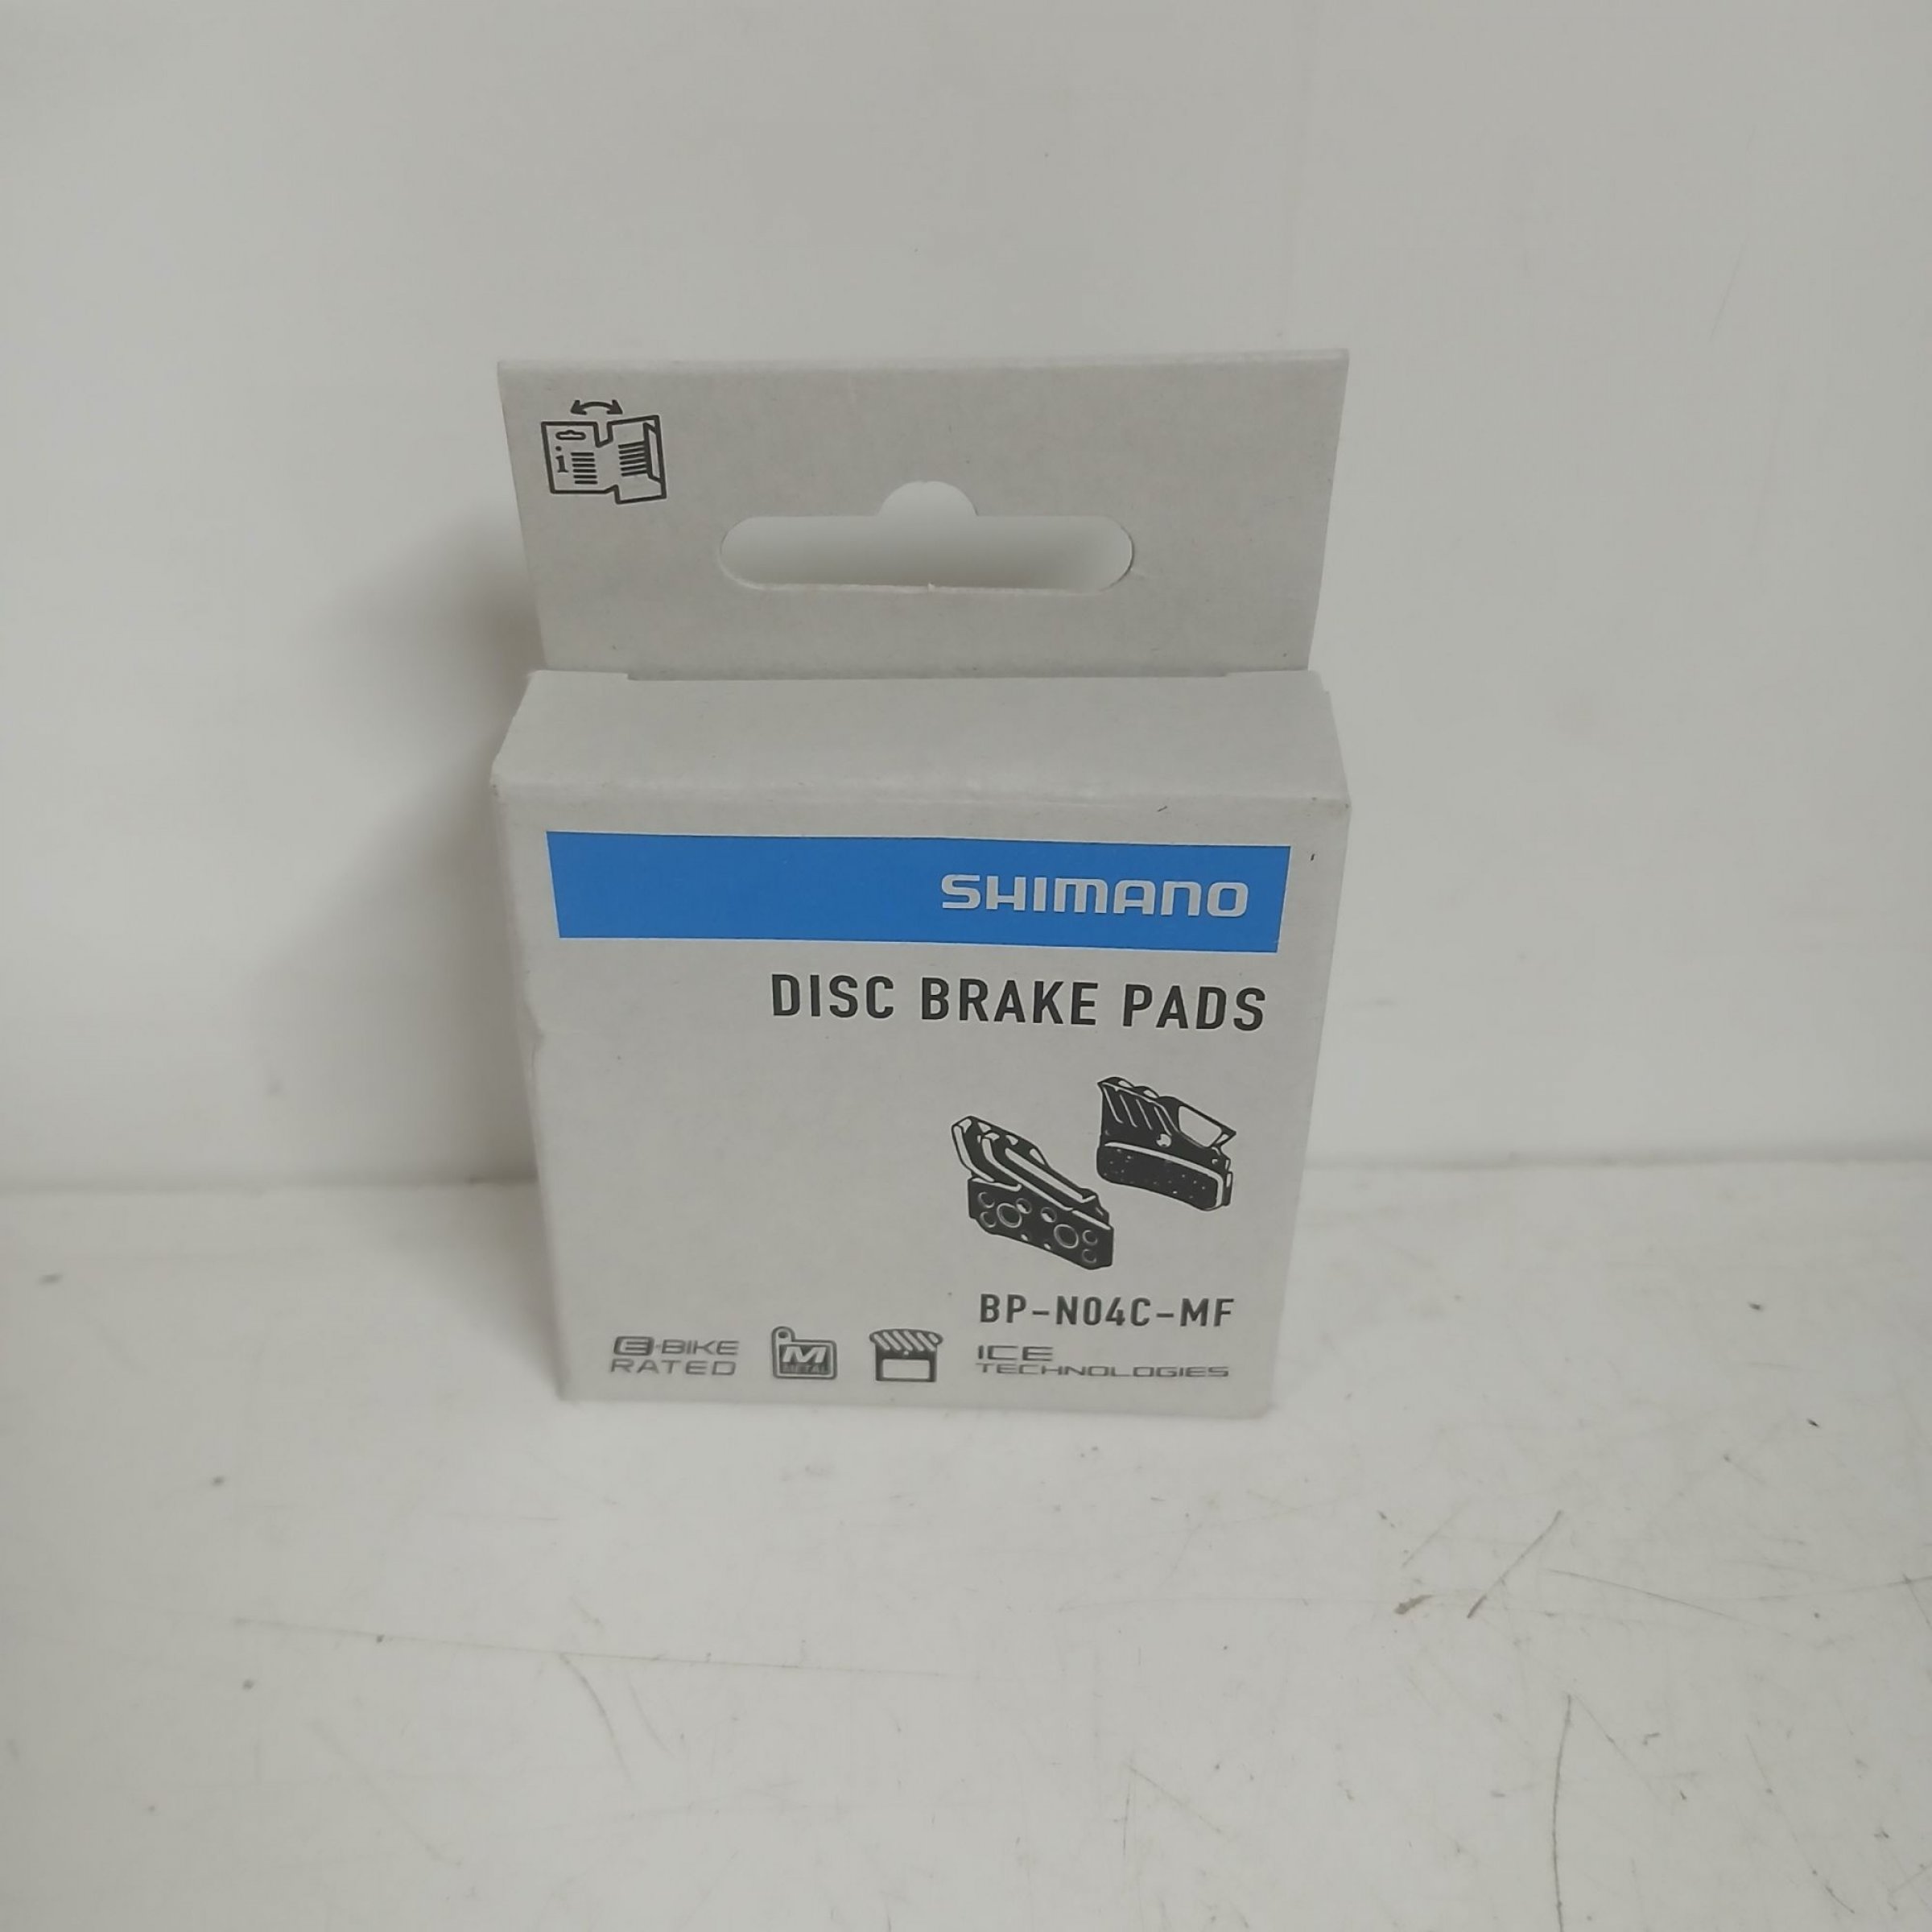 i
SHIMANO
DISC BRAKE PADS
BP-N04C-MF
E-BIKE
RATED
M
METAL
ICE
TECHNOLOGIES